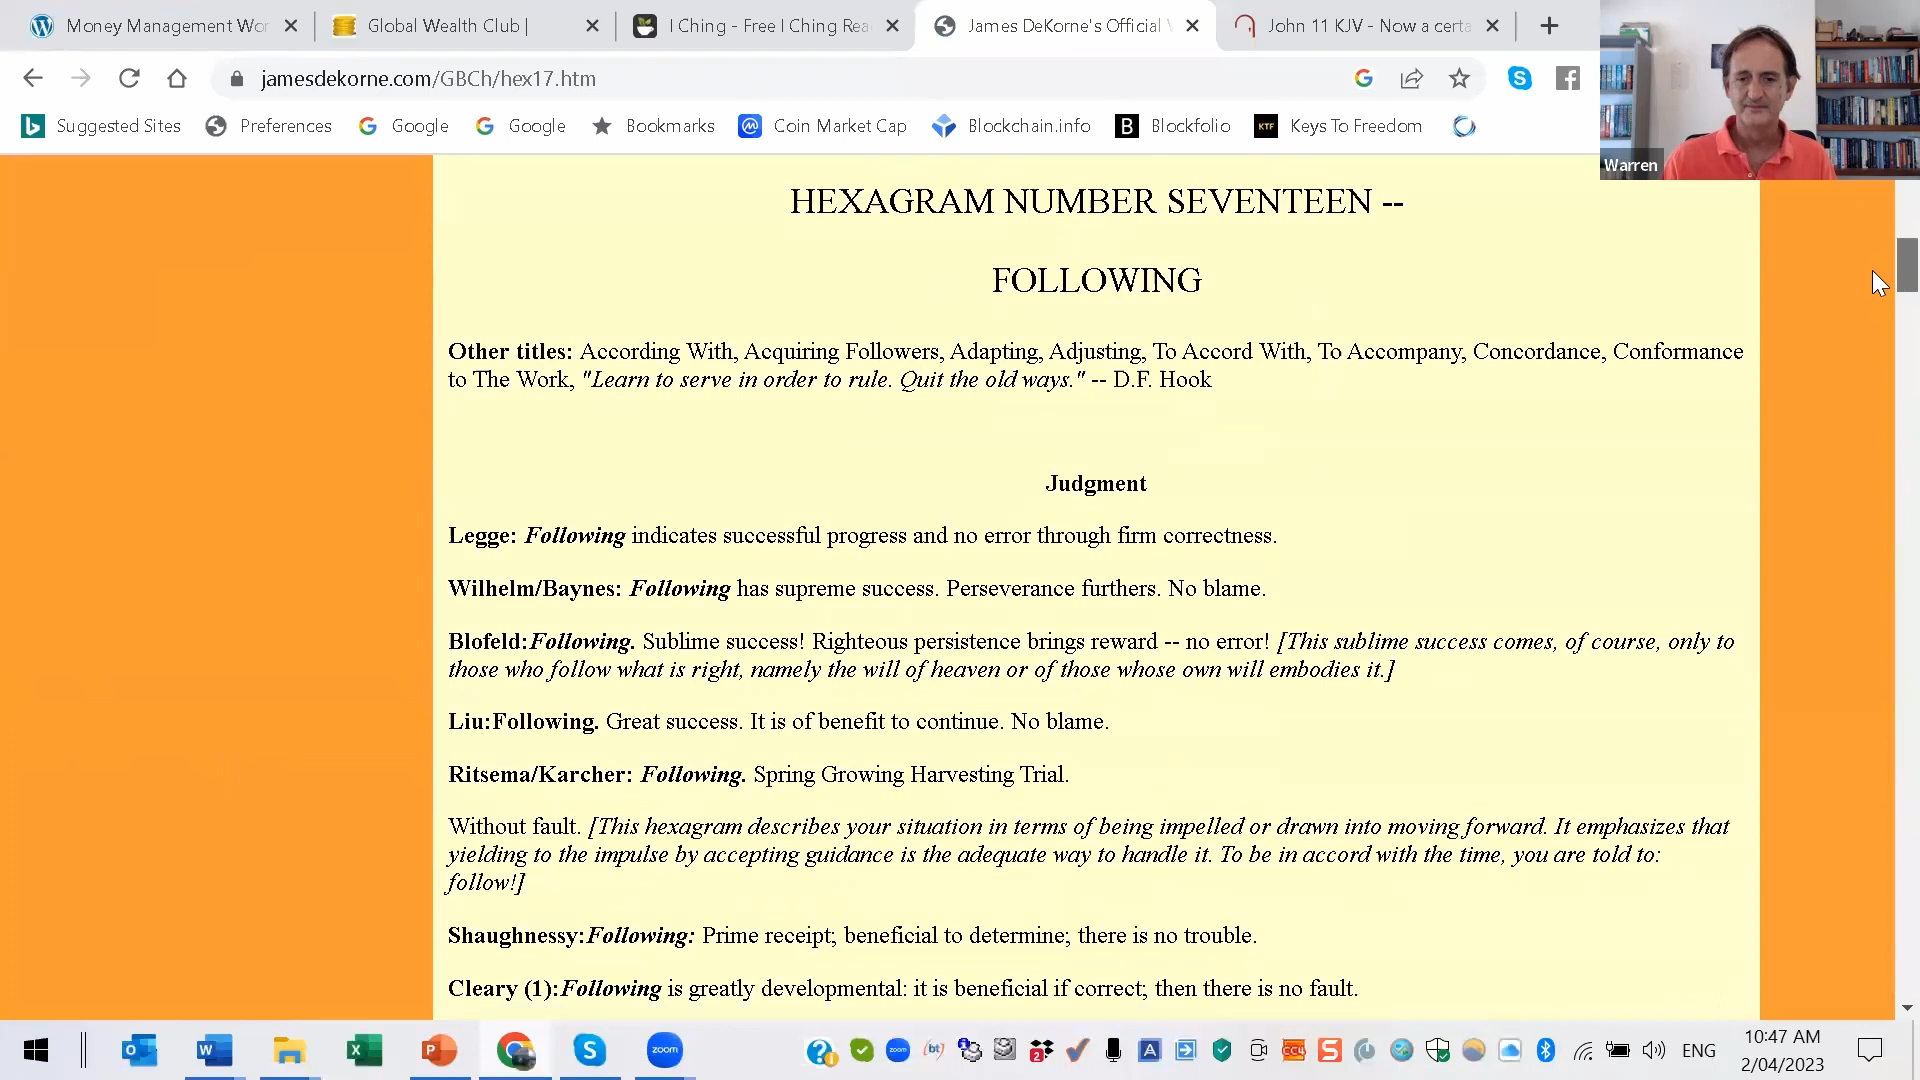 Money Management Wor
Global Wealth Club |
I Ching - Free I Ching Rea
James DeKorne's Official
John 11 KJV - Now a certa
jamesdekorne.com/GBCh/hex17.htm
Suggested Sites
Preferences
Google
Google
Bookmarks
Coin Market Cap
Blockchain.info
Blockfolio
KTF
Keys To Freedom
Warren
HEXAGRAM NUMBER SEVENTEEN --
FOLLOWING
Other titles: According With, Acquiring Followers, Adapting, Adjusting, To Accord With, To Accompany, Concordance, Conformance
to The Work, "Learn to serve in order to rule. Quit the old ways." -- D.F. Hook
Judgment
Legge: Following indicates successful progress and no error through firm correctness.
Wilhelm/Baynes: Following has supreme success. Perseverance furthers. No blame.
Blofeld:Following. Sublime success! Righteous persistence brings reward -- no error! [This sublime success comes, of course, only to
those who follow what is right, namely the will of heaven or of those whose own will embodies it.]
Liu:Following. Great success. It is of benefit to continue. No blame.
Ritsema/Karcher: Following. Spring Growing Harvesting Trial.
Without fault. [This hexagram describes your situation in terms of being impelled or drawn into moving forward. It emphasizes that
yielding to the impulse by accepting guidance is the adequate way to handle it. To be in accord with the time, you are told to:
follow!]
Shaughnessy:Following: Prime receipt; beneficial to determine; there is no trouble.
Cleary (1):Following is greatly developmental: it is beneficial if correct; then there is no fault.
zoom
zoom
ENG
10:47 AM
2/04/2023